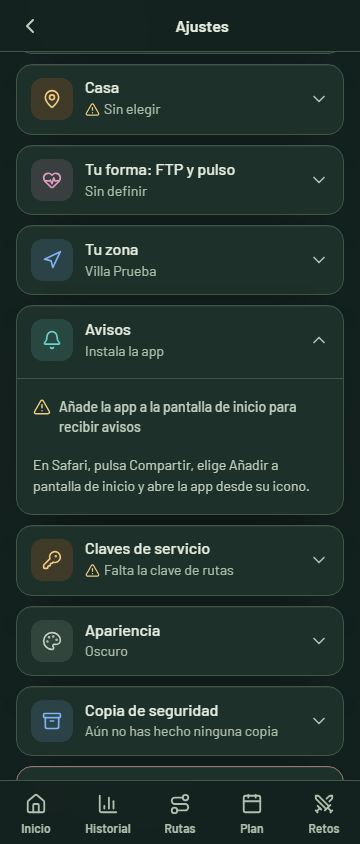 Ajustes
Casa
Sin elegir
Tu forma: FTP y pulso
Sin definir
Tu zona
Villa Prueba
Avisos
Instala la app
Añade la app a la pantalla de inicio para
recibir avisos
En Safari, pulsa Compartir, elige Añadir a
pantalla de inicio y abre la app desde su icono.
Claves de servicio
Falta la clave de rutas
Apariencia
Oscuro
Copia de seguridad
Aún no has hecho ninguna copia
Inicio
Historial
Rutas
Plan
Retos